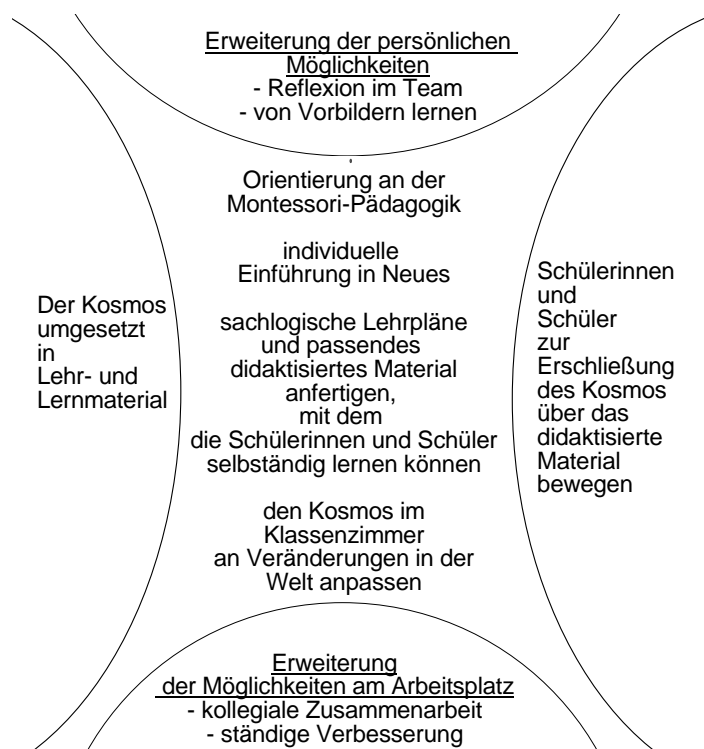 Erweiterung der persönlichen
Möglichkeiten
- Reflexion im Team
- von Vorbildern lernen
Orientierung an der
Montessori-Pädagogik
individuelle
Einführung in Neues
sachlogische Lehrpläne
und passendes
didaktisiertes Material
anfertigen,
mit dem
die Schülerinnen und Schüler
selbständig lernen können
den Kosmos im
Klassenzimmer
an Veränderungen in der
Welt anpassen
Der Kosmos
umgesetzt
in
Lehr- und
Lernmaterial
Schülerinnen
und
Schüler
zur
Erschließung
des Kosmos
über das
didaktisierte
Material
bewegen
Erweiterung
der Möglichkeiten am Arbeitsplatz
- kollegiale Zusammenarbeit
- ständige Verbesserung